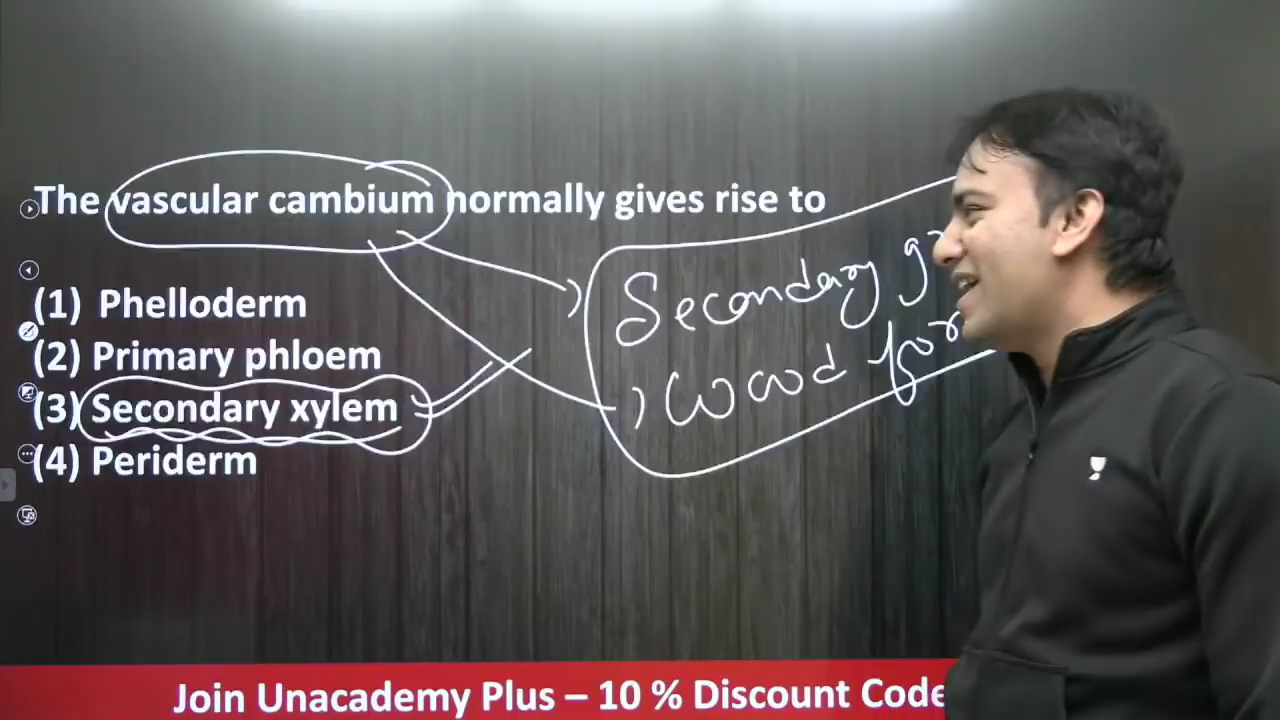 The vascular cambium normally gives rise to
(1) Phelloderm
(2) Primary phloem
(3) Secondary xylem
(4) Periderm
Secondary
Wood
Join Unacademy Plus – 10 % Discount Code